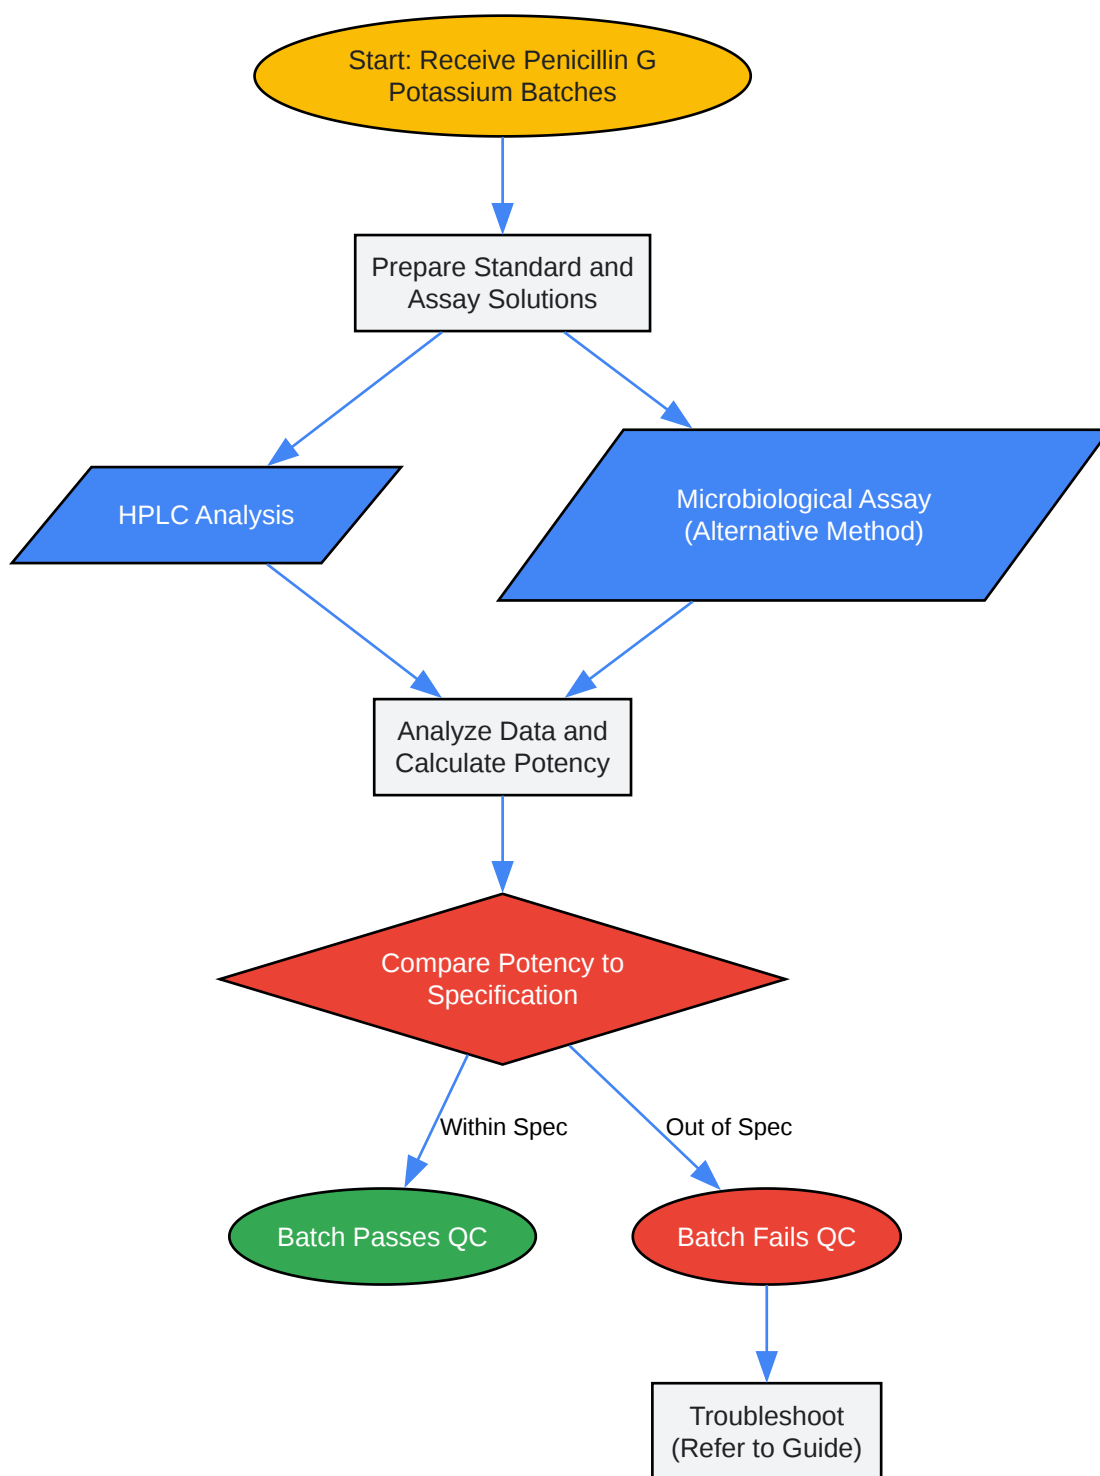 Start: Receive Penicillin G
Potassium Batches
Prepare Standard and
Assay Solutions
HPLC Analysis
Microbiological Assay
(Alternative Method)
Analyze Data and
Calculate Potency
Compare Potency to
Specification
Within Spec
Out of Spec
Batch Passes QC
Batch Fails QC
Troubleshoot
(Refer to Guide)